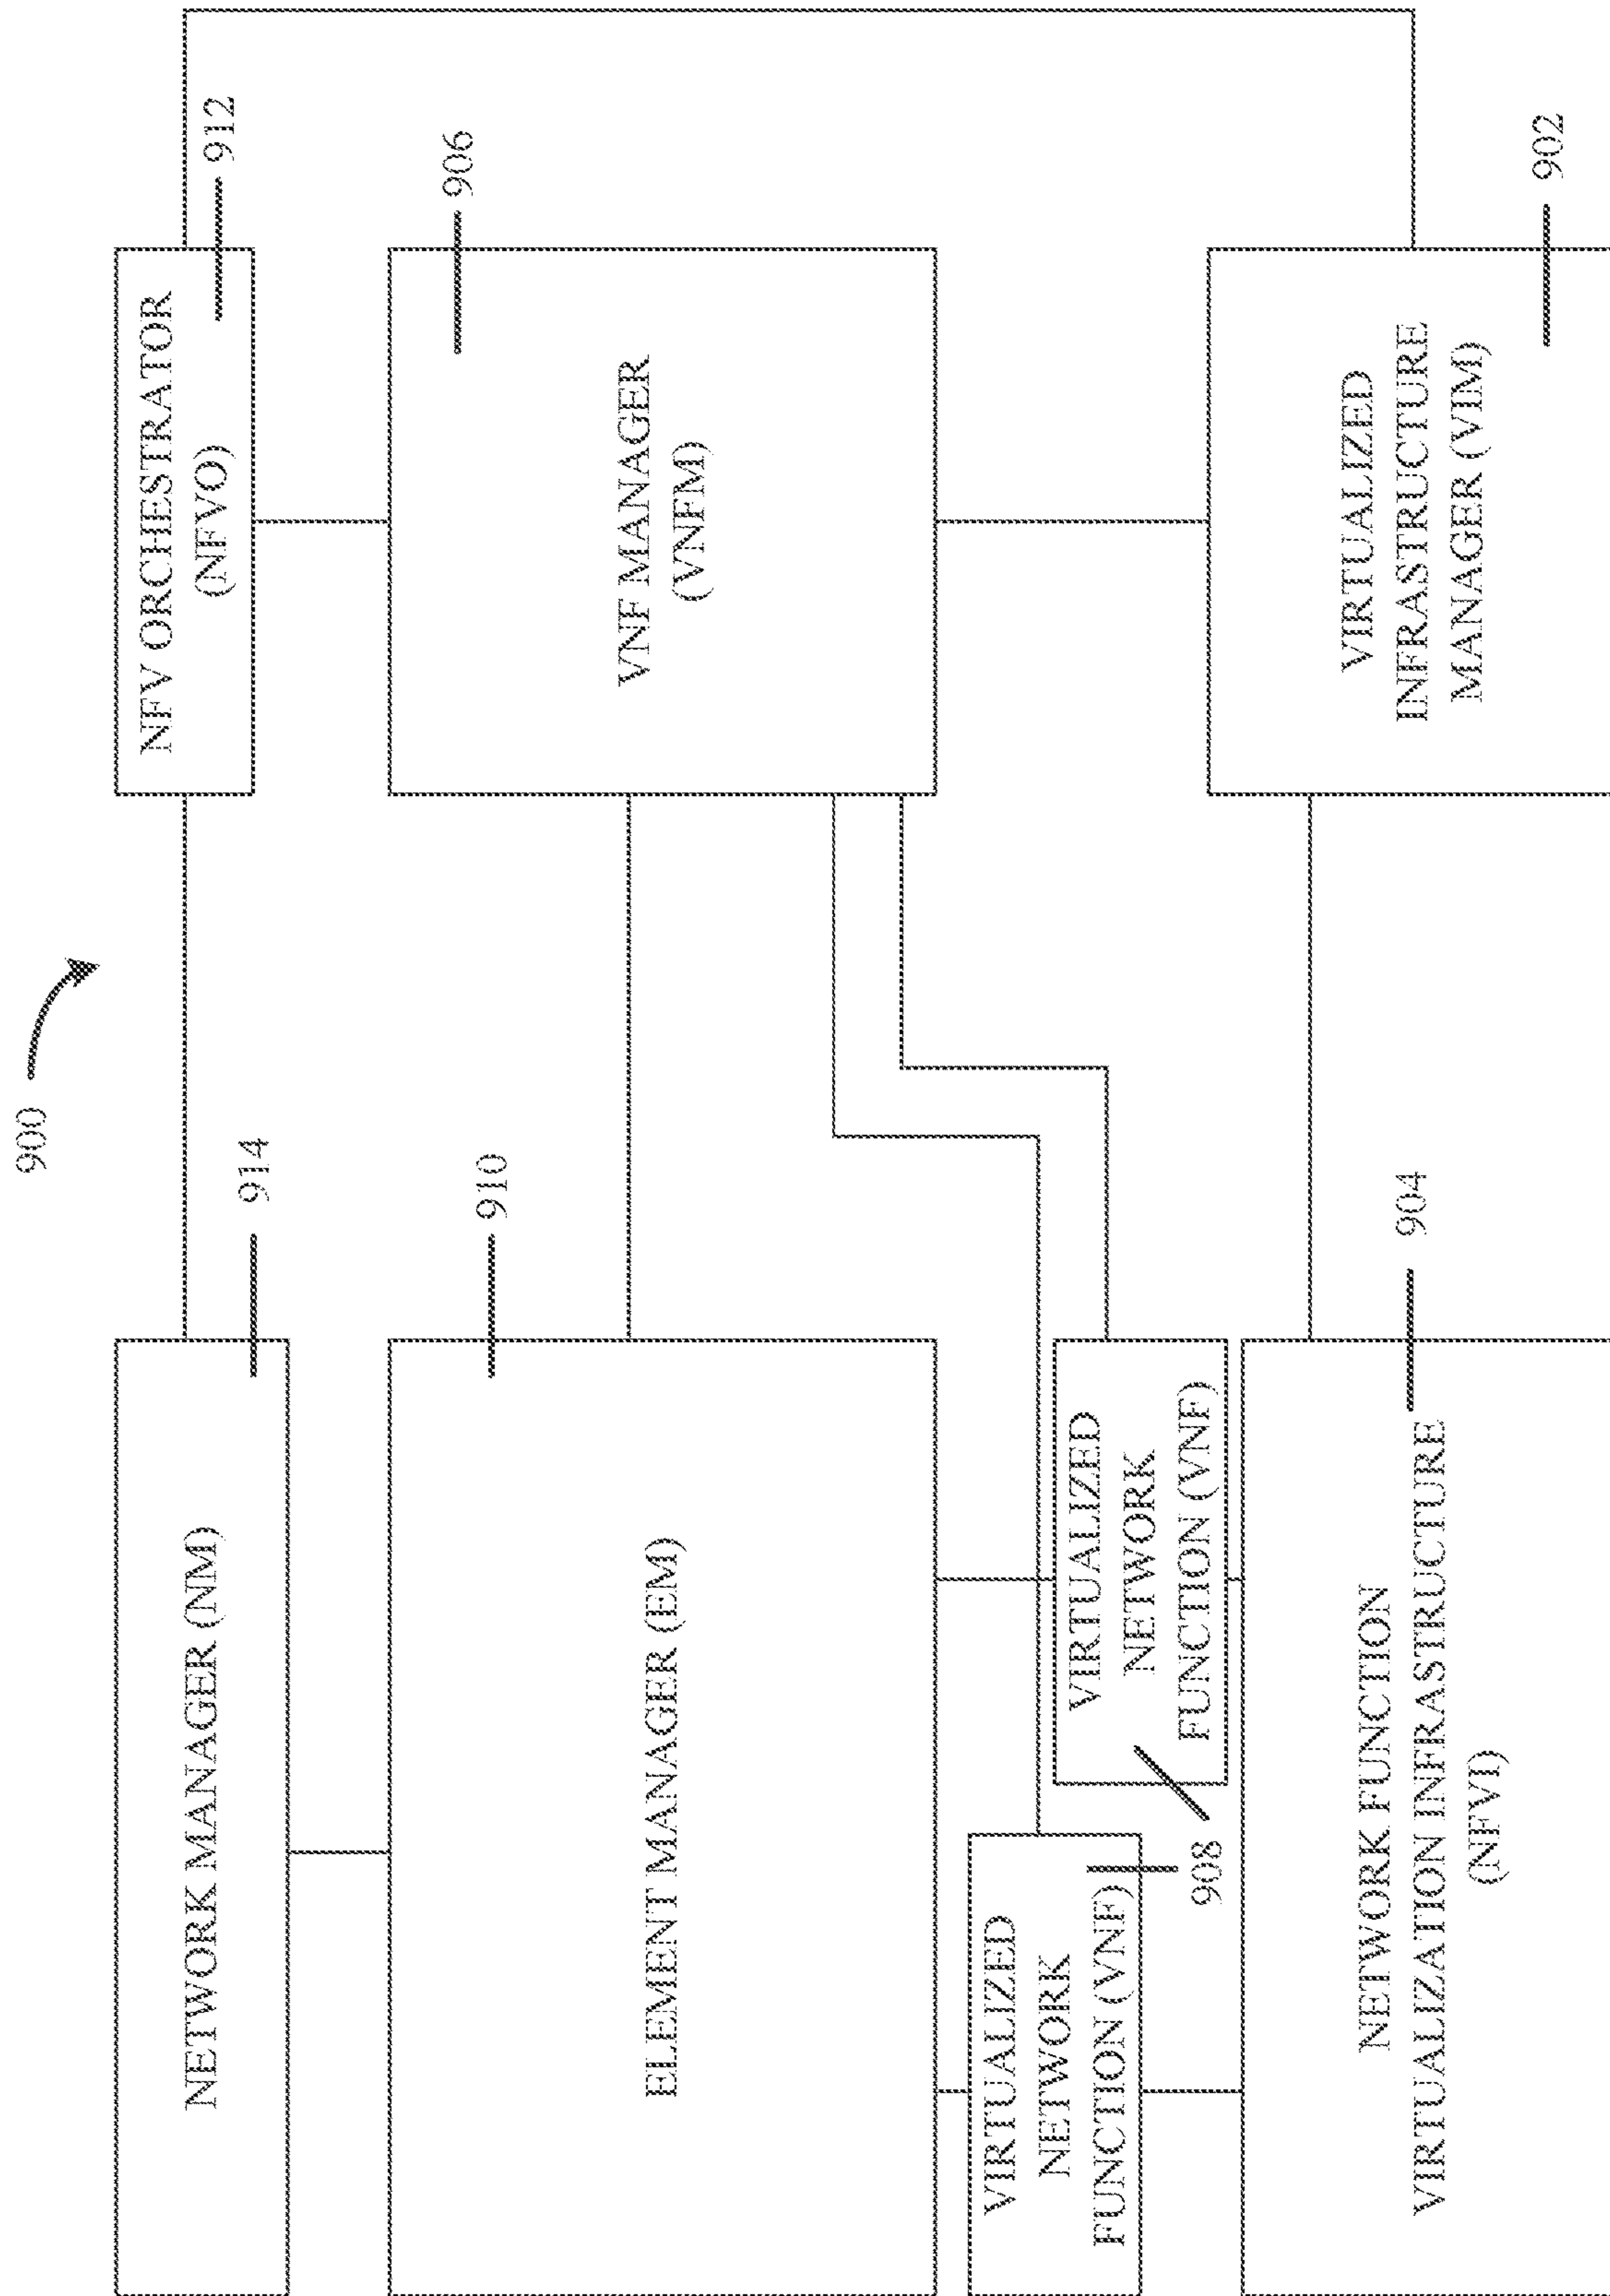 900
NETWORK MANAGER (NM)
914
NFV ORCHESTRATOR
(NFVO)
912
ELEMENT MANAGER (EM)
910
VNF MANAGER
(VNFM)
906
VIRTUALIZED
NETWORK
FUNCTION (VNF)
908
VIRTUALIZED
NETWORK
FUNCTION (VNF)
NETWORK FUNCTION
VIRTUALIZATION INFRASTRUCTURE
(NFVI)
904
VIRTUALIZED
INFRASTRUCTURE
MANAGER (VIM)
902